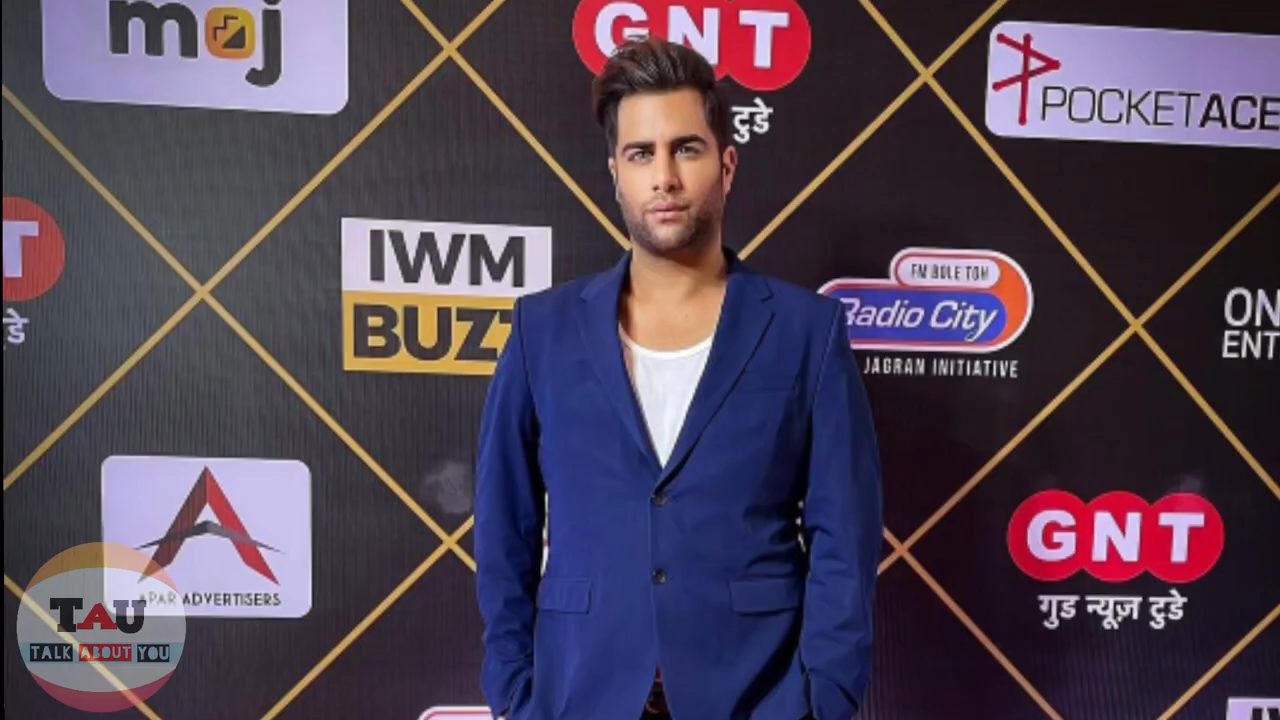 moj
GNT
टुडे
POCKETACE
T
डे
IWM
BUZZ
FM BOLE TOH
Radio City
JAGRAN INITIATIVE
ON
ENT
APAR ADVERTISERS
TAU
TALK ABOUT YOU
GNT
गुड न्यूज़ टुडे